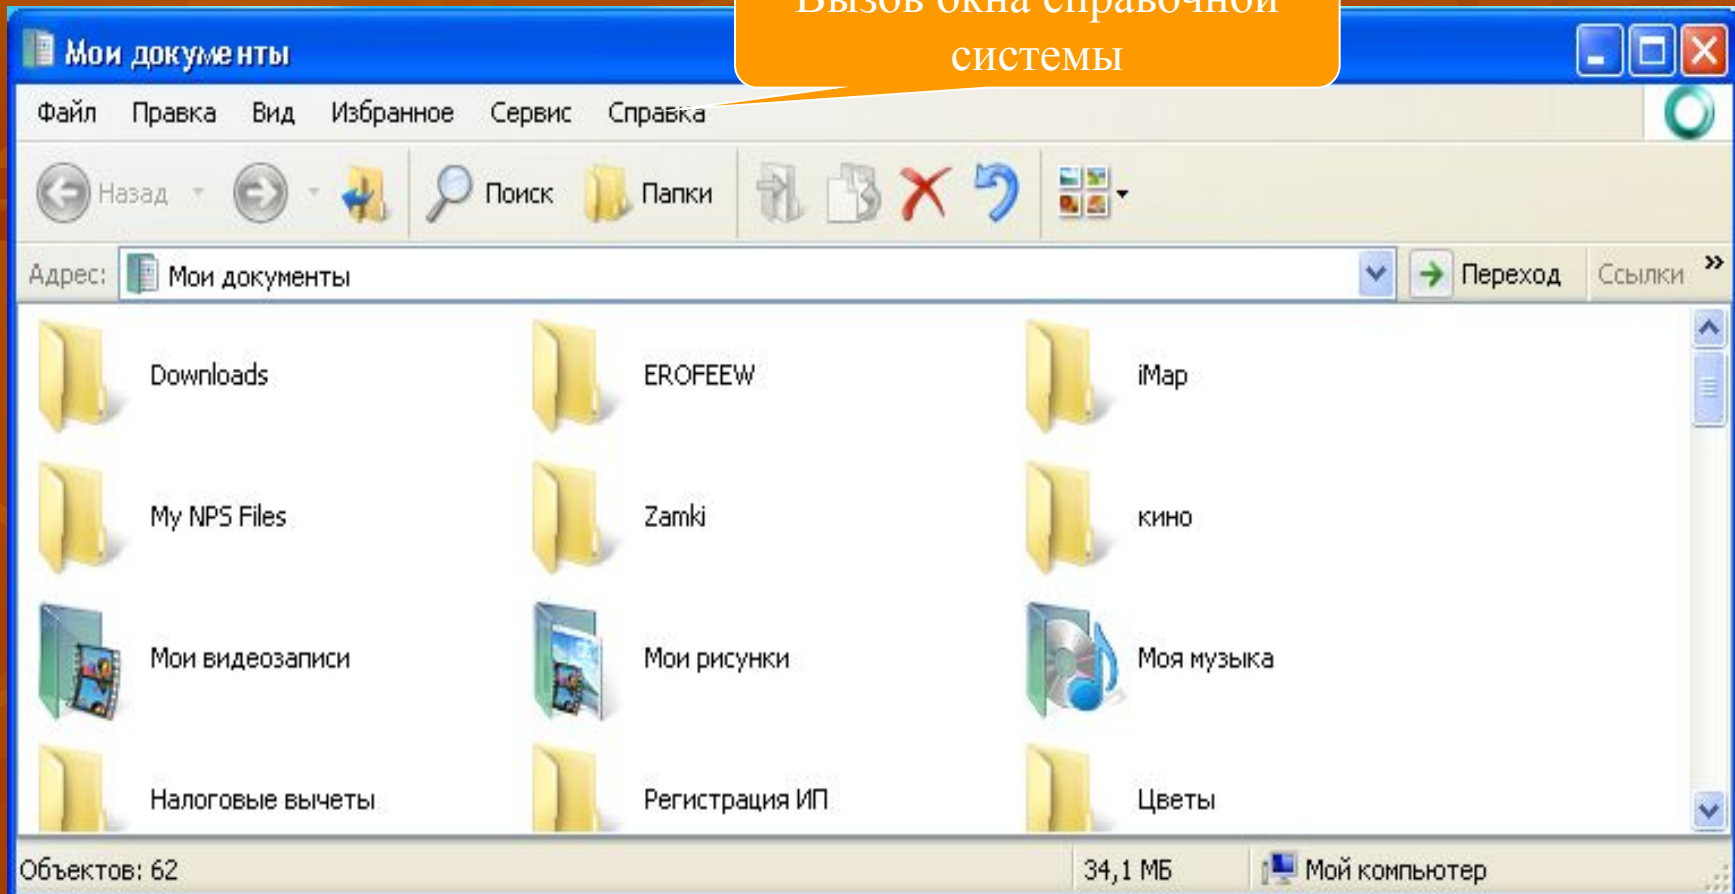 Вызов окна справочной
системы
Мои документы
Файл Правка Вид Избранное Сервис Справка
Назад Поиск Папки
Адрес: Мои документы Переход Ссылки »
Downloads EROFEEW iMap
My NPS Files Zamki кино
Мои видеозаписи Мои рисунки Моя музыка
Налоговые вычеты Регистрация ИП Цветы
Объектов: 62 34,1 МБ Мой компьютер